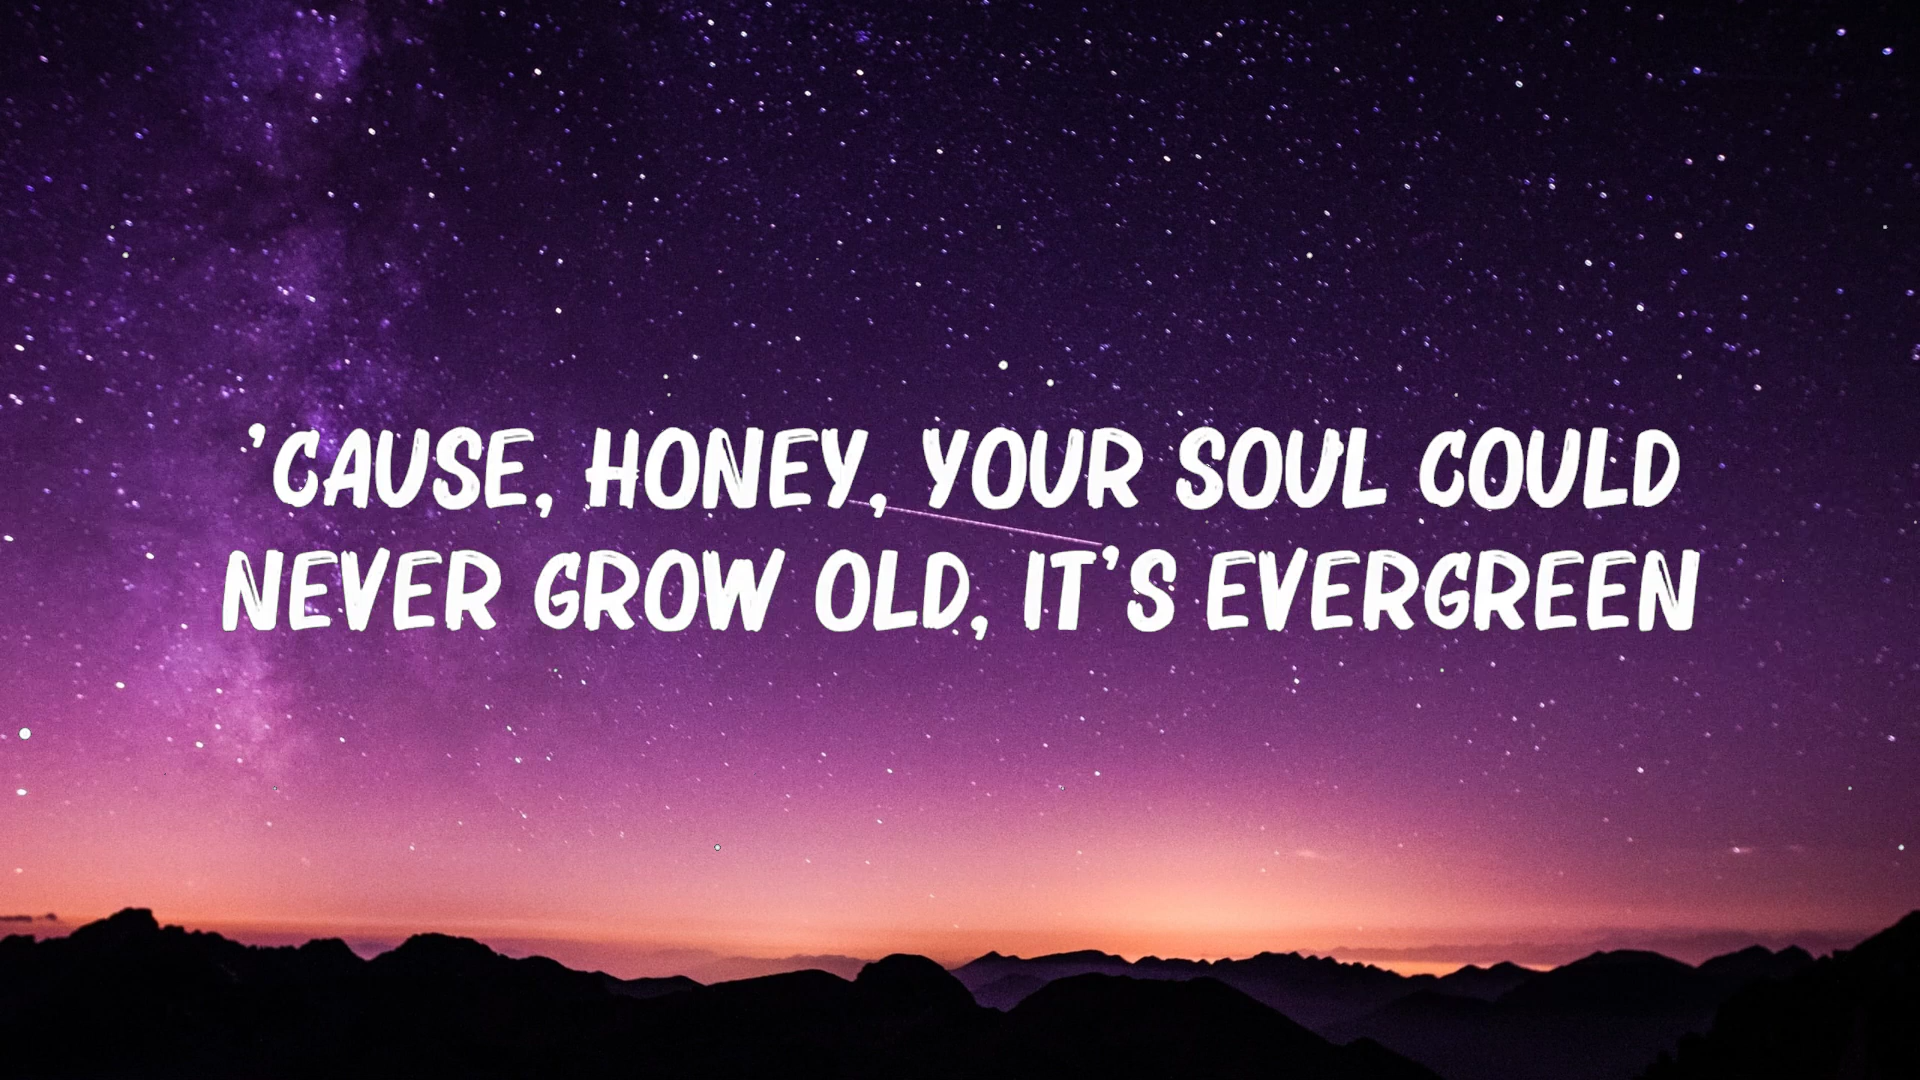 ’CAUSE, HONEY, YOUR SOUL COULD
NEVER GROW OLD, IT’S EVERGREEN